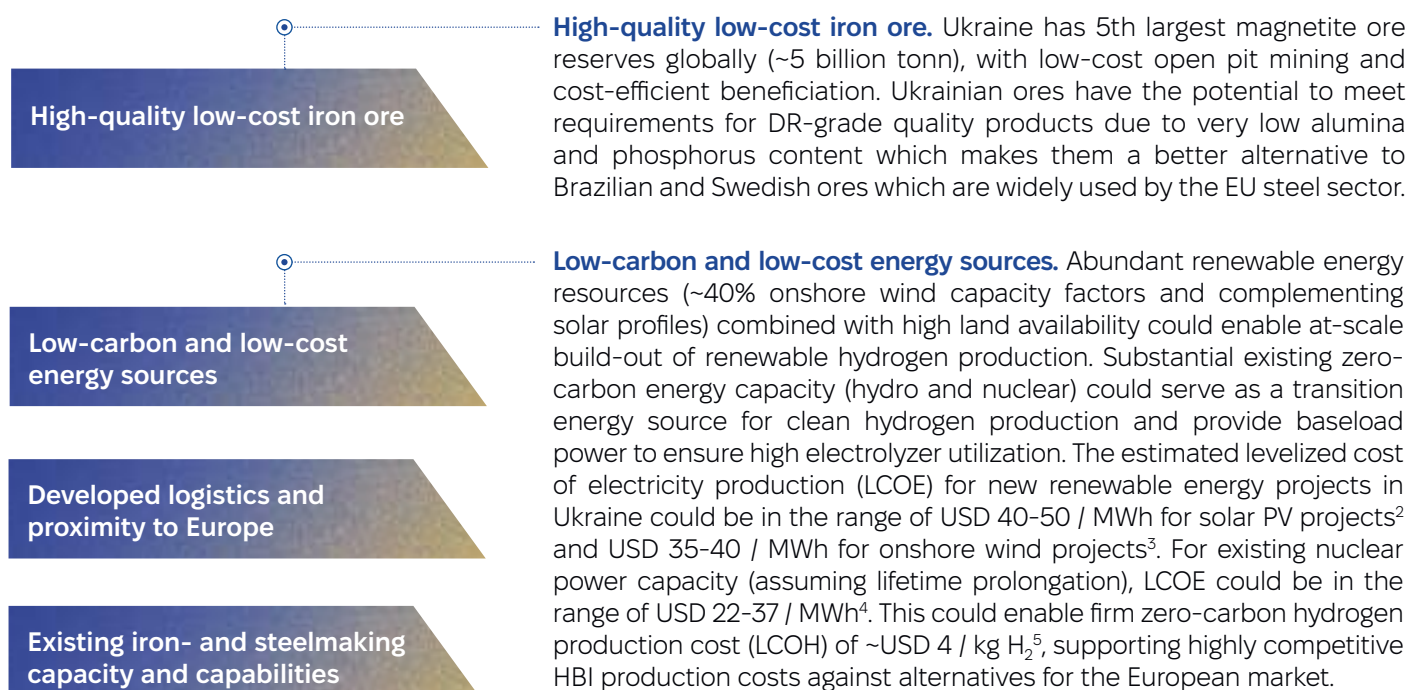 High-quality low-cost iron ore
High-quality low-cost iron ore. Ukraine has 5th largest magnetite ore
reserves globally (~5 billion tonn), with low-cost open pit mining and
cost-efficient beneficiation. Ukrainian ores have the potential to meet
requirements for DR-grade quality products due to very low alumina
and phosphorus content which makes them a better alternative to
Brazilian and Swedish ores which are widely used by the EU steel sector.
Low-carbon and low-cost
energy sources
Low-carbon and low-cost energy sources. Abundant renewable energy
resources (~40% onshore wind capacity factors and complementing
solar profiles) combined with high land availability could enable at-scale
build-out of renewable hydrogen production. Substantial existing zero-
carbon energy capacity (hydro and nuclear) could serve as a transition
energy source for clean hydrogen production and provide baseload
power to ensure high electrolyzer utilization. The estimated levelized cost
of electricity production (LCOE) for new renewable energy projects in
Ukraine could be in the range of USD 40-50 / MWh for solar PV projects²
and USD 35-40 / MWh for onshore wind projects³. For existing nuclear
power capacity (assuming lifetime prolongation), LCOE could be in the
range of USD 22-37 / MWh⁴. This could enable firm zero-carbon hydrogen
production cost (LCOH) of ~USD 4 / kg H₂⁵, supporting highly competitive
HBI production costs against alternatives for the European market.
Developed logistics and
proximity to Europe
Existing iron- and steelmaking
capacity and capabilities